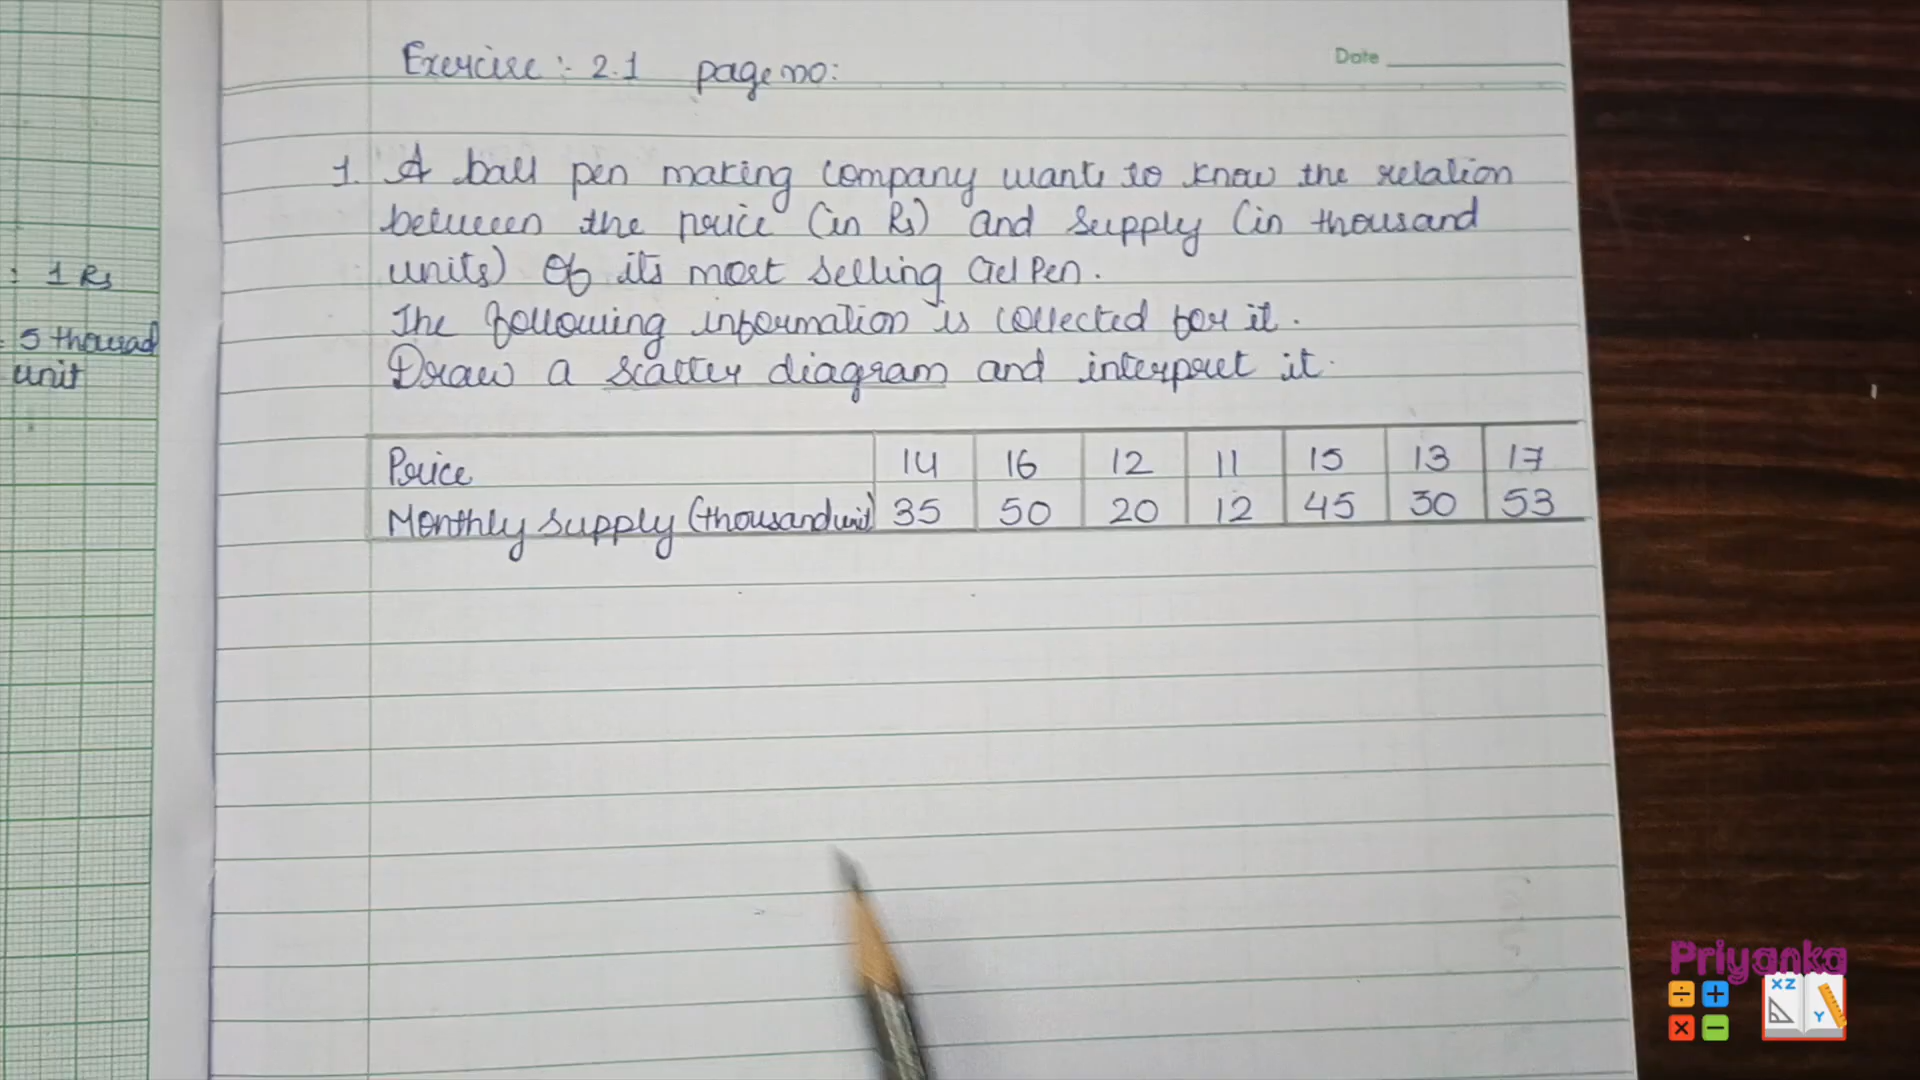 Exercise :- 2.1 page no:
Date
1. A ball pen making company wants to know the relation
between the price (in Rs) and supply (in thousand
units) of its most selling Gel Pen.
The following information is collected for it.
Draw a scatter diagram and interpret it.
Price 14 16 12 11 15 13 17
Monthly supply (thousand unit) 35 50 20 12 45 30 53
: 1 Rs
5 thousad
unit
Priyanka
XZ
Y